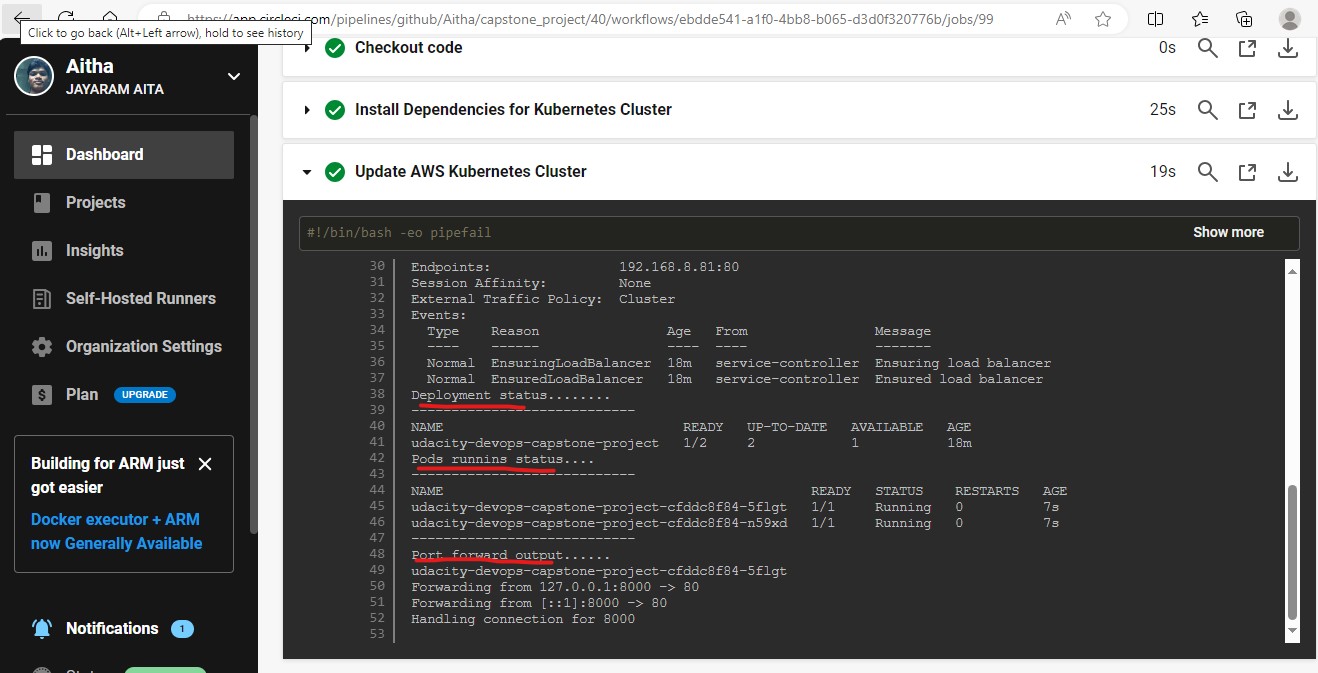 https://app.circleci.com/pipelines/github/Aitha/capstone_project/40/workflows/ebdde541-a1f0-4bb8-b065-d3d0f320776b/jobs/99
Click to go back (Alt+Left arrow), hold to see history
Aitha
JAYARAM AITA
Dashboard
Projects
Insights
Self-Hosted Runners
Organization Settings
Plan UPGRADE
Building for ARM just
got easier
Docker executor + ARM
now Generally Available
Notifications 1
Checkout code 0s
Install Dependencies for Kubernetes Cluster 25s
Update AWS Kubernetes Cluster 19s
#!/bin/bash -eo pipefail Show more
30 Endpoints: 192.168.8.81:80
31 Session Affinity: None
32 External Traffic Policy: Cluster
33 Events:
34 Type Reason Age From Message
35 ---- ------ ---- ---- -------
36 Normal EnsuringLoadBalancer 18m service-controller Ensuring load balancer
37 Normal EnsuredLoadBalancer 18m service-controller Ensured load balancer
38 Deployment status........
39 ----------------------------
40 NAME READY UP-TO-DATE AVAILABLE AGE
41 udacity-devops-capstone-project 1/2 2 1 18m
42 Pods runnins status....
43 ----------------------------
44 NAME READY STATUS RESTARTS AGE
45 udacity-devops-capstone-project-cfddc8f84-5flgt 1/1 Running 0 7s
46 udacity-devops-capstone-project-cfddc8f84-n59xd 1/1 Running 0 7s
47 ----------------------------
48 Port forward output......
49 udacity-devops-capstone-project-cfddc8f84-5flgt
50 Forwarding from 127.0.0.1:8000 -> 80
51 Forwarding from [::1]:8000 -> 80
52 Handling connection for 8000
53